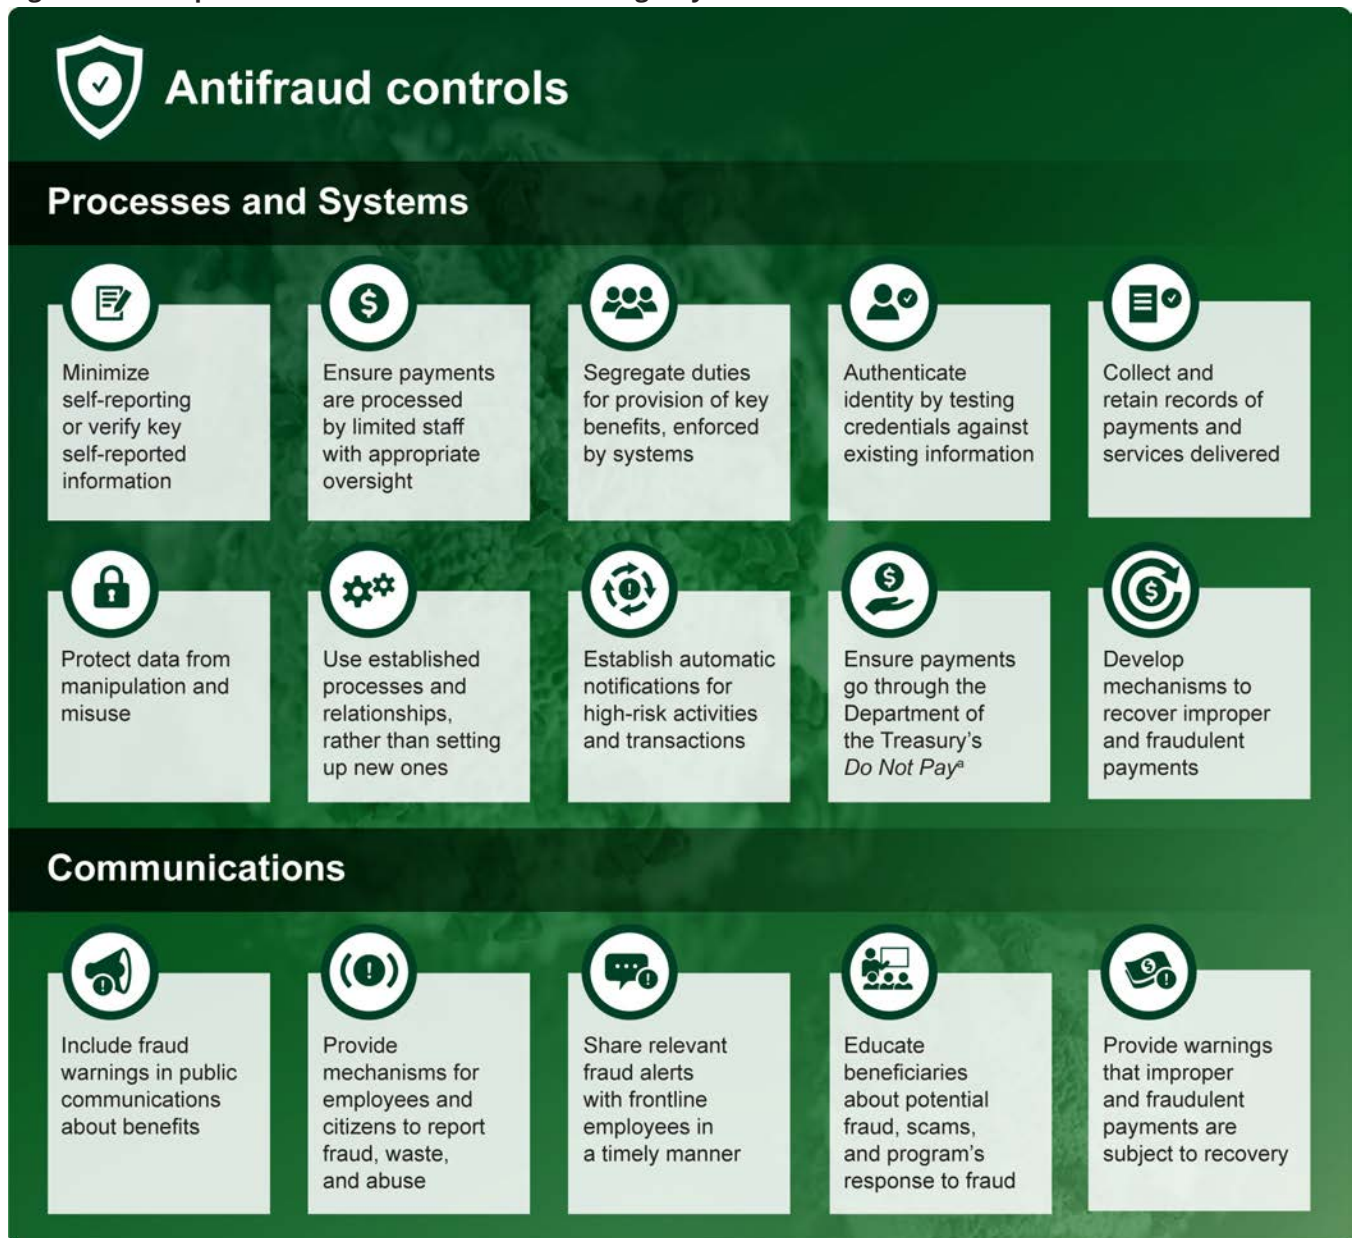 Antifraud controls
Processes and Systems
Minimize
self-reporting
or verify key
self-reported
information
Ensure payments
are processed
by limited staff
with appropriate
oversight
Segregate duties
for provision of key
benefits, enforced
by systems
Authenticate
identity by testing
credentials against
existing information
Collect and
retain records of
payments and
services delivered
Protect data from
manipulation and
misuse
Use established
processes and
relationships,
rather than setting
up new ones
Establish automatic
notifications for
high-risk activities
and transactions
Ensure payments
go through the
Department of
the Treasury’s
Do Not Payᵃ
Develop
mechanisms to
recover improper
and fraudulent
payments
Communications
Include fraud
warnings in public
communications
about benefits
Provide
mechanisms for
employees and
citizens to report
fraud, waste,
and abuse
Share relevant
fraud alerts
with frontline
employees in
a timely manner
Educate
beneficiaries
about potential
fraud, scams,
and program’s
response to fraud
Provide warnings
that improper
and fraudulent
payments are
subject to recovery